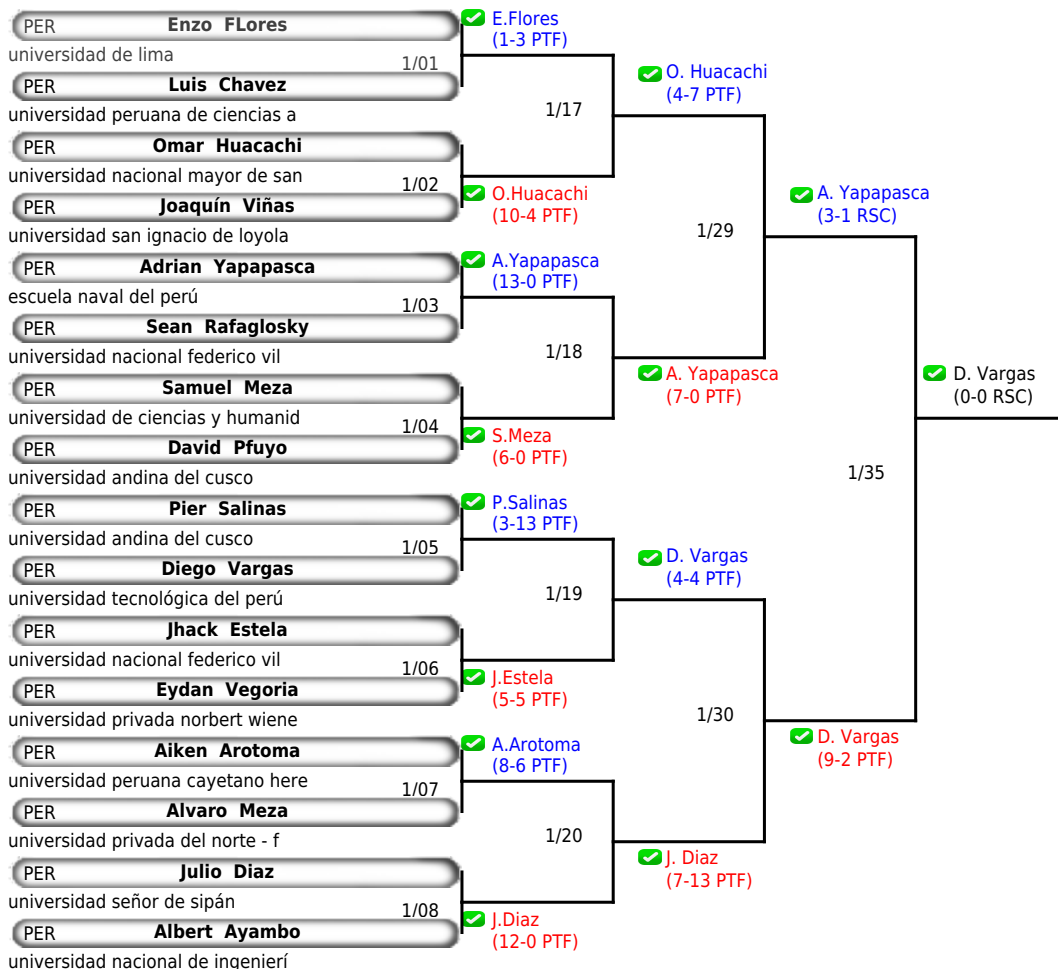 PER Enzo FLores
universidad de lima
1/01
PER Luis Chavez
universidad peruana de ciencias a
PER Omar Huacachi
universidad nacional mayor de san
1/02
PER Joaquín Viñas
universidad san ignacio de loyola
PER Adrian Yapapasca
escuela naval del perú
1/03
PER Sean Rafaglosky
universidad nacional federico vil
PER Samuel Meza
universidad de ciencias y humanid
1/04
PER David Pfuyo
universidad andina del cusco
PER Pier Salinas
universidad andina del cusco
1/05
PER Diego Vargas
universidad tecnológica del perú
PER Jhack Estela
universidad nacional federico vil
1/06
PER Eydan Vegoria
universidad privada norbert wiene
PER Aiken Arotoma
universidad peruana cayetano here
1/07
PER Alvaro Meza
universidad privada del norte - f
PER Julio Diaz
universidad señor de sipán
1/08
PER Albert Ayambo
universidad nacional de ingenierí
E.Flores
(1-3 PTF)
1/17
O.Huacachi
(10-4 PTF)
A.Yapapasca
(13-0 PTF)
1/18
S.Meza
(6-0 PTF)
P.Salinas
(3-13 PTF)
1/19
J.Estela
(5-5 PTF)
A.Arotoma
(8-6 PTF)
1/20
J.Diaz
(12-0 PTF)
O. Huacachi
(4-7 PTF)
1/29
A. Yapapasca
(7-0 PTF)
D. Vargas
(4-4 PTF)
1/30
J. Diaz
(7-13 PTF)
A. Yapapasca
(3-1 RSC)
1/35
D. Vargas
(9-2 PTF)
D. Vargas
(0-0 RSC)